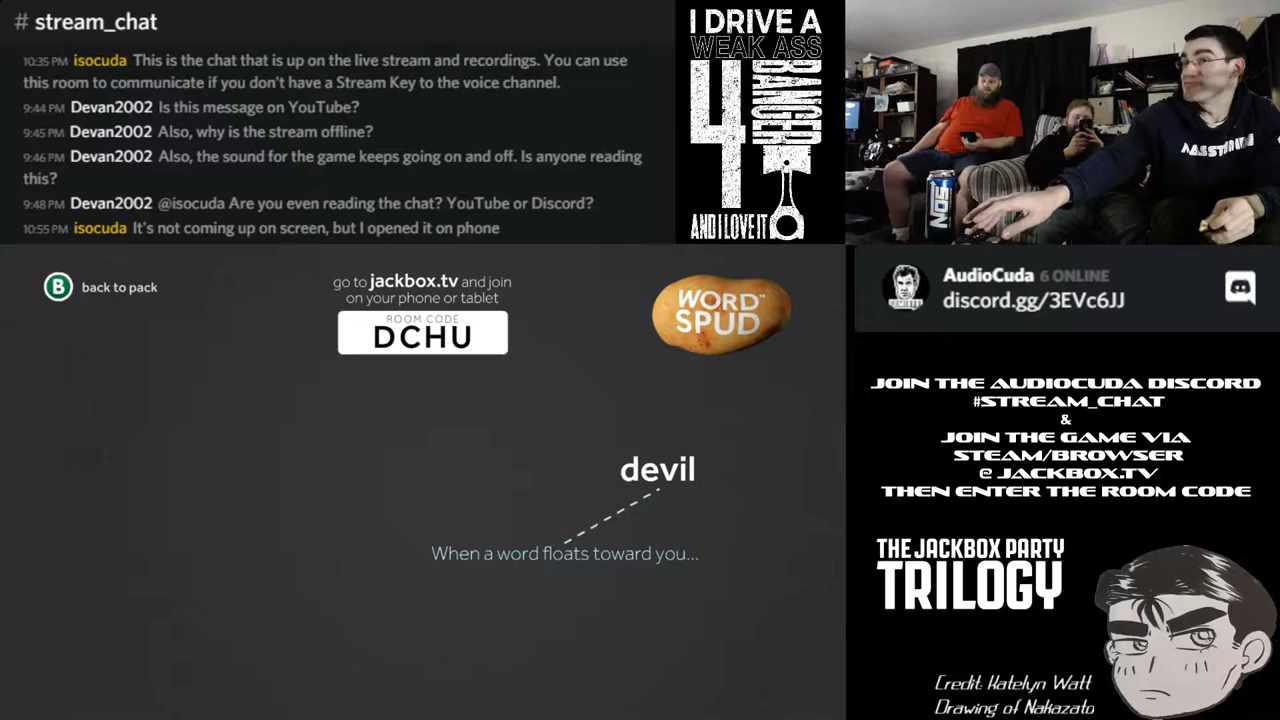 # stream_chat
10:35 PM isocuda This is the chat that is up on the live stream and recordings. You can use
this room to communicate if you don't have a Stream Key to the voice channel.
9:44 PM Devan2002 Is this message on YouTube?
9:45 PM Devan2002 Also, why is the stream offline?
9:46 PM Devan2002 Also, the sound for the game keeps going on and off. Is anyone reading
this?
9:48 PM Devan2002 @isocuda Are you even reading the chat? YouTube or Discord?
10:55 PM isocuda It's not coming up on screen, but I opened it on phone
I DRIVE A
WEAK ASS
4
BANGER
AND I LOVE IT
NOS
B back to pack
go to jackbox.tv and join
on your phone or tablet
ROOM CODE
DCHU
WORD™
SPUD
devil
When a word floats toward you...
AudioCuda 6 ONLINE
discord.gg/3EVc6JJ
JOIN THE AUDIOCUDA DISCORD
#STREAM_CHAT
&
JOIN THE GAME VIA
STEAM/BROWSER
@ JACKBOX.TV
THEN ENTER THE ROOM CODE
THE JACKBOX PARTY
TRILOGY
Credit: Katelyn Watt
Drawing of Nakazato